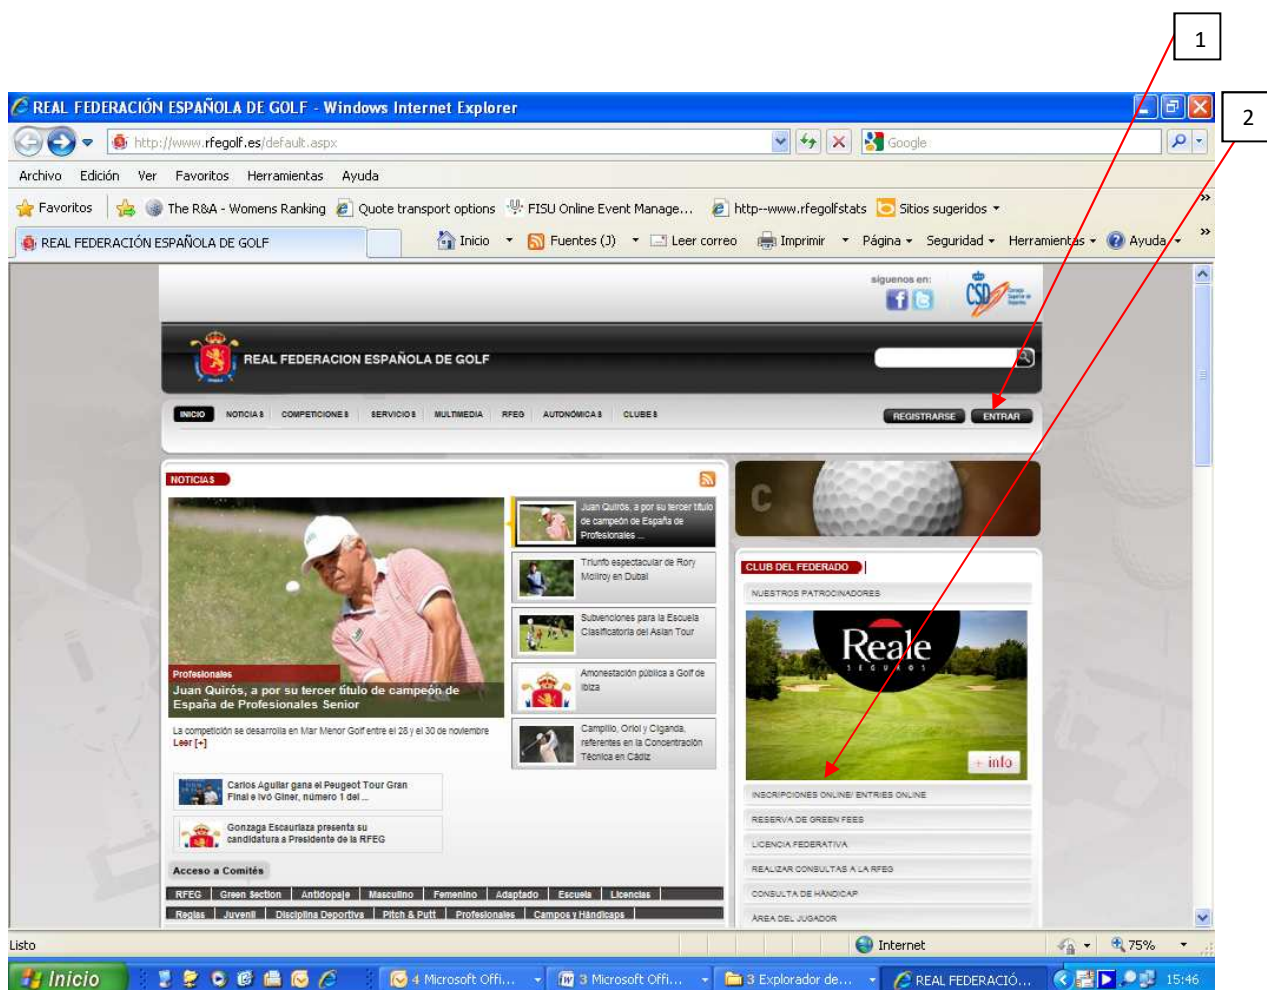 1
2
REAL FEDERACIÓN ESPAÑOLA DE GOLF - Windows Internet Explorer
http://www.rfegolf.es/default.aspx
Google
Archivo Edición Ver Favoritos Herramientas Ayuda
Favoritos The R&A - Womens Ranking Quote transport options FISU Online Event Manage... http--www.rfegolfstats Sitios sugeridos
REAL FEDERACIÓN ESPAÑOLA DE GOLF Inicio Fuentes (J) Leer correo Imprimir Página Seguridad Herramientas Ayuda
síguenos en:
CSD Consejo Superior de Deportes
REAL FEDERACION ESPAÑOLA DE GOLF
INICIO NOTICIAS COMPETICIONES SERVICIOS MULTIMEDIA RFEG AUTONÓMICAS CLUBES REGISTRARSE ENTRAR
NOTICIAS
Profesionales
Juan Quirós, a por su tercer título de campeón de
España de Profesionales Senior
La competición se desarrolla en Mar Menor Golf entre el 28 y el 30 de noviembre
Leer [+]
Juan Quirós, a por su tercer título
de campeón de España de
Profesionales ...
Triunfo espectacular de Rory
McIlroy en Dubai
Subvenciones para la Escuela
Clasificatoria del Asian Tour
Amonestación pública a Golf de
Ibiza
Campillo, Oriol y Ciganda,
referentes en la Concentración
Técnica en Cádiz
Carlos Aguilar gana el Peugeot Tour Gran
Final e Ivó Giner, número 1 del ...
Gonzaga Escauriaza presenta su
candidatura a Presidente de la RFEG
Acceso a Comités
RFEG Green Section Antidopaje Masculino Femenino Adaptado Escuela Licencias
Reglas Juvenil Disciplina Deportiva Pitch & Putt Profesionales Campos y Hándicaps
C
CLUB DEL FEDERADO
NUESTROS PATROCINADORES
Reale
SEGUROS
+ info
INSCRIPCIONES ONLINE/ ENTRIES ONLINE
RESERVA DE GREEN FEES
LICENCIA FEDERATIVA
REALIZAR CONSULTAS A LA RFEG
CONSULTA DE HÁNDICAP
ÁREA DEL JUGADOR
Listo Internet 75%
Inicio 4 Microsoft Offi... 3 Microsoft Offi... 3 Explorador de... REAL FEDERACIÓ... 15:46